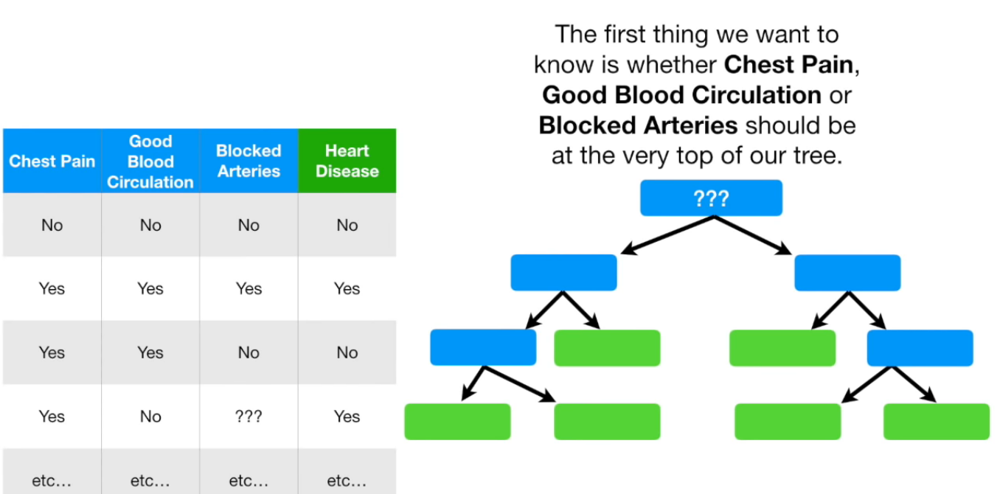 The first thing we want to
know is whether Chest Pain,
Good Blood Circulation or
Blocked Arteries should be
at the very top of our tree.
???
Chest Pain
Good
Blood
Circulation
Blocked
Arteries
Heart
Disease
No No No No
Yes Yes Yes Yes
Yes Yes No No
Yes No ??? Yes
etc... etc... etc... etc...